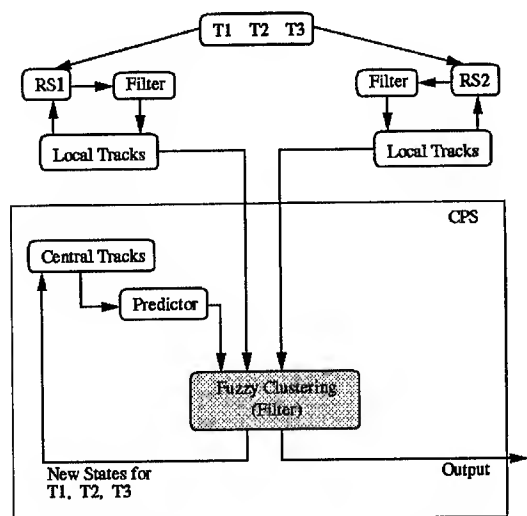 T1 T2 T3
RS1
Filter
Filter
RS2
Local Tracks
Local Tracks
CPS
Central Tracks
Predictor
Fuzzy Clustering
(Filter)
New States for
T1, T2, T3
Output